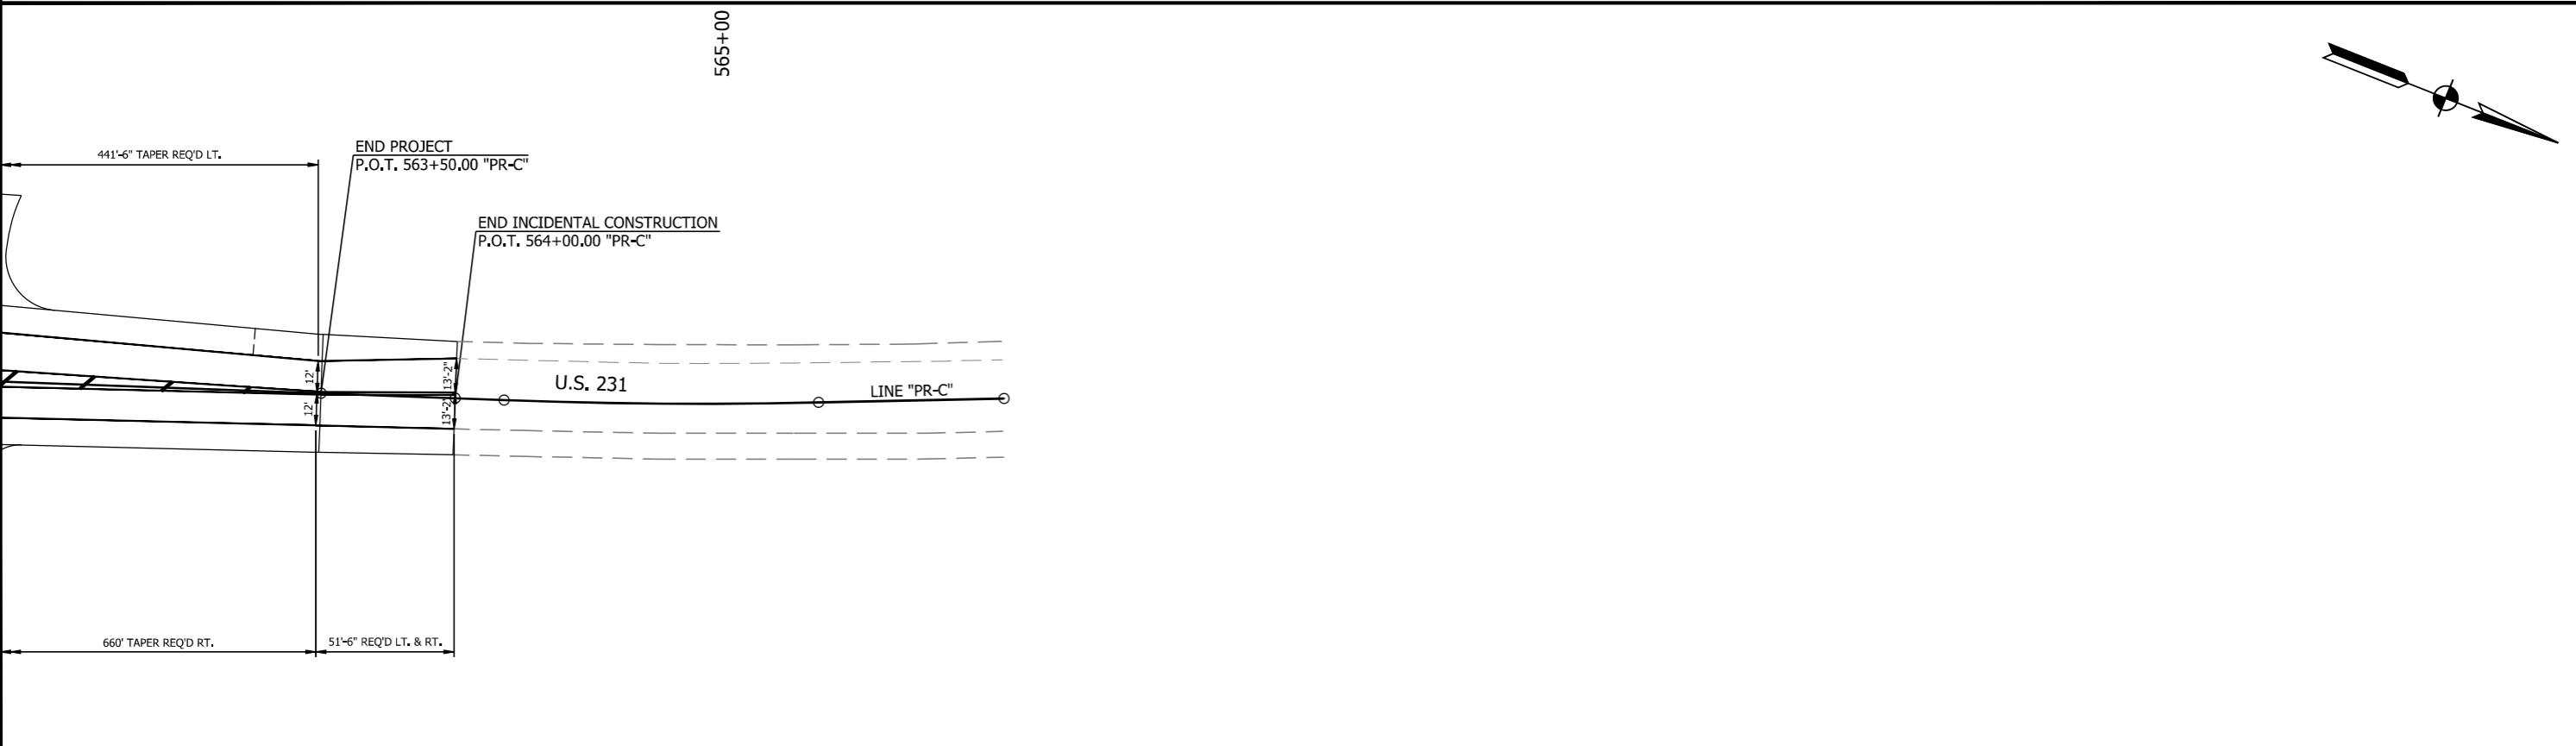 565+00
441'-6" TAPER REQ'D LT.
END PROJECT
P.O.T. 563+50.00 "PR-C"
END INCIDENTAL CONSTRUCTION
P.O.T. 564+00.00 "PR-C"
12'
13'-2"
U.S. 231
LINE "PR-C"
12'
13'-2"
660' TAPER REQ'D RT.
51'-6" REQ'D LT. & RT.